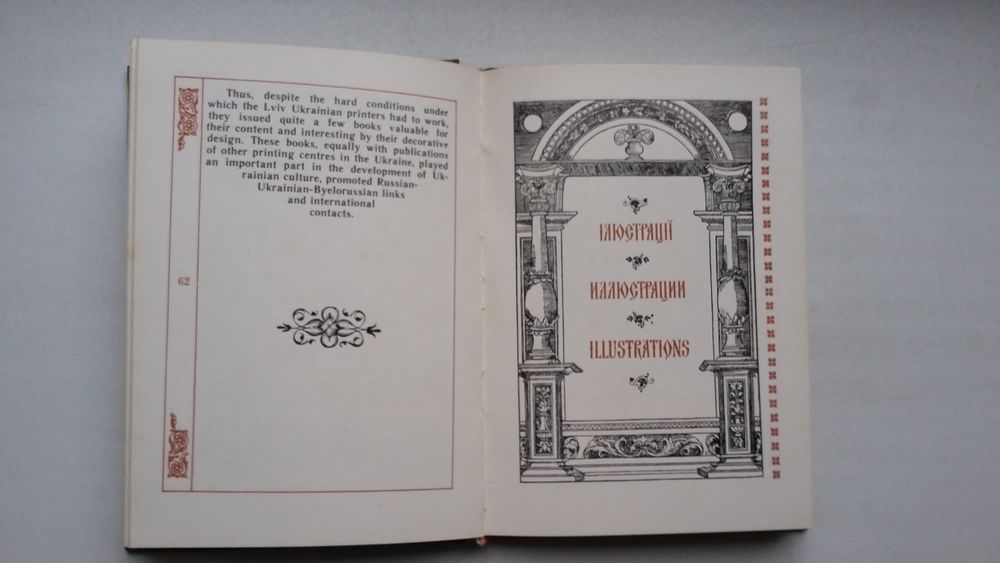 Thus, despite the hard conditions under
which the Lviv Ukrainian printers had to work,
they issued quite a few books valuable for
their content and interesting by their decorative
design. These books, equally with publications
of other printing centres in the Ukraine, played
an important part in the development of Uk-
rainian culture, promoted Russian-
Ukrainian-Byelorussian links
and international
contacts.
62
ІЛЮСТРАЦІЇ
ИЛЛЮСТРАЦИИ
ILLUSTRATIONS